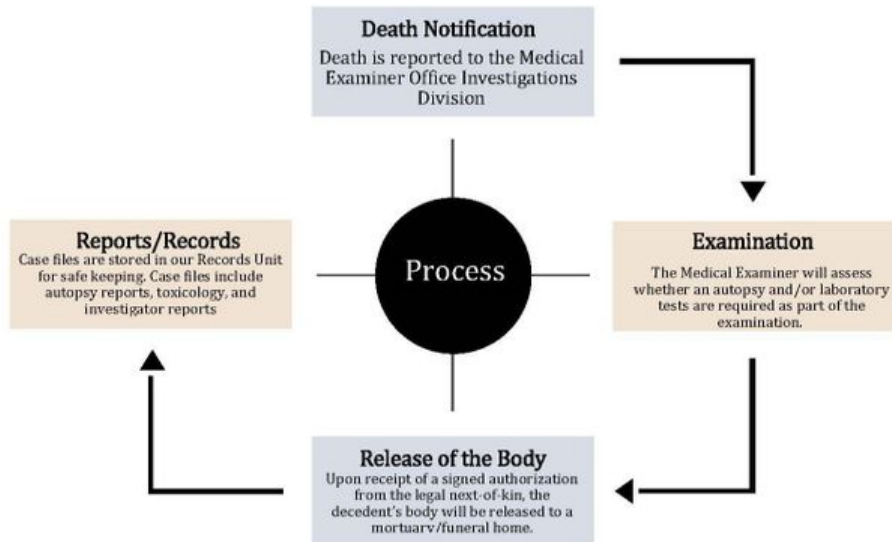 Death Notification
Death is reported to the Medical
Examiner Office Investigations
Division
Reports/Records
Case files are stored in our Records Unit
for safe keeping. Case files include
autopsy reports, toxicology, and
investigator reports
Process
Examination
The Medical Examiner will assess
whether an autopsy and/or laboratory
tests are required as part of the
examination.
Release of the Body
Upon receipt of a signed authorization
from the legal next-of-kin, the
decedent's body will be released to a
mortuary/funeral home.